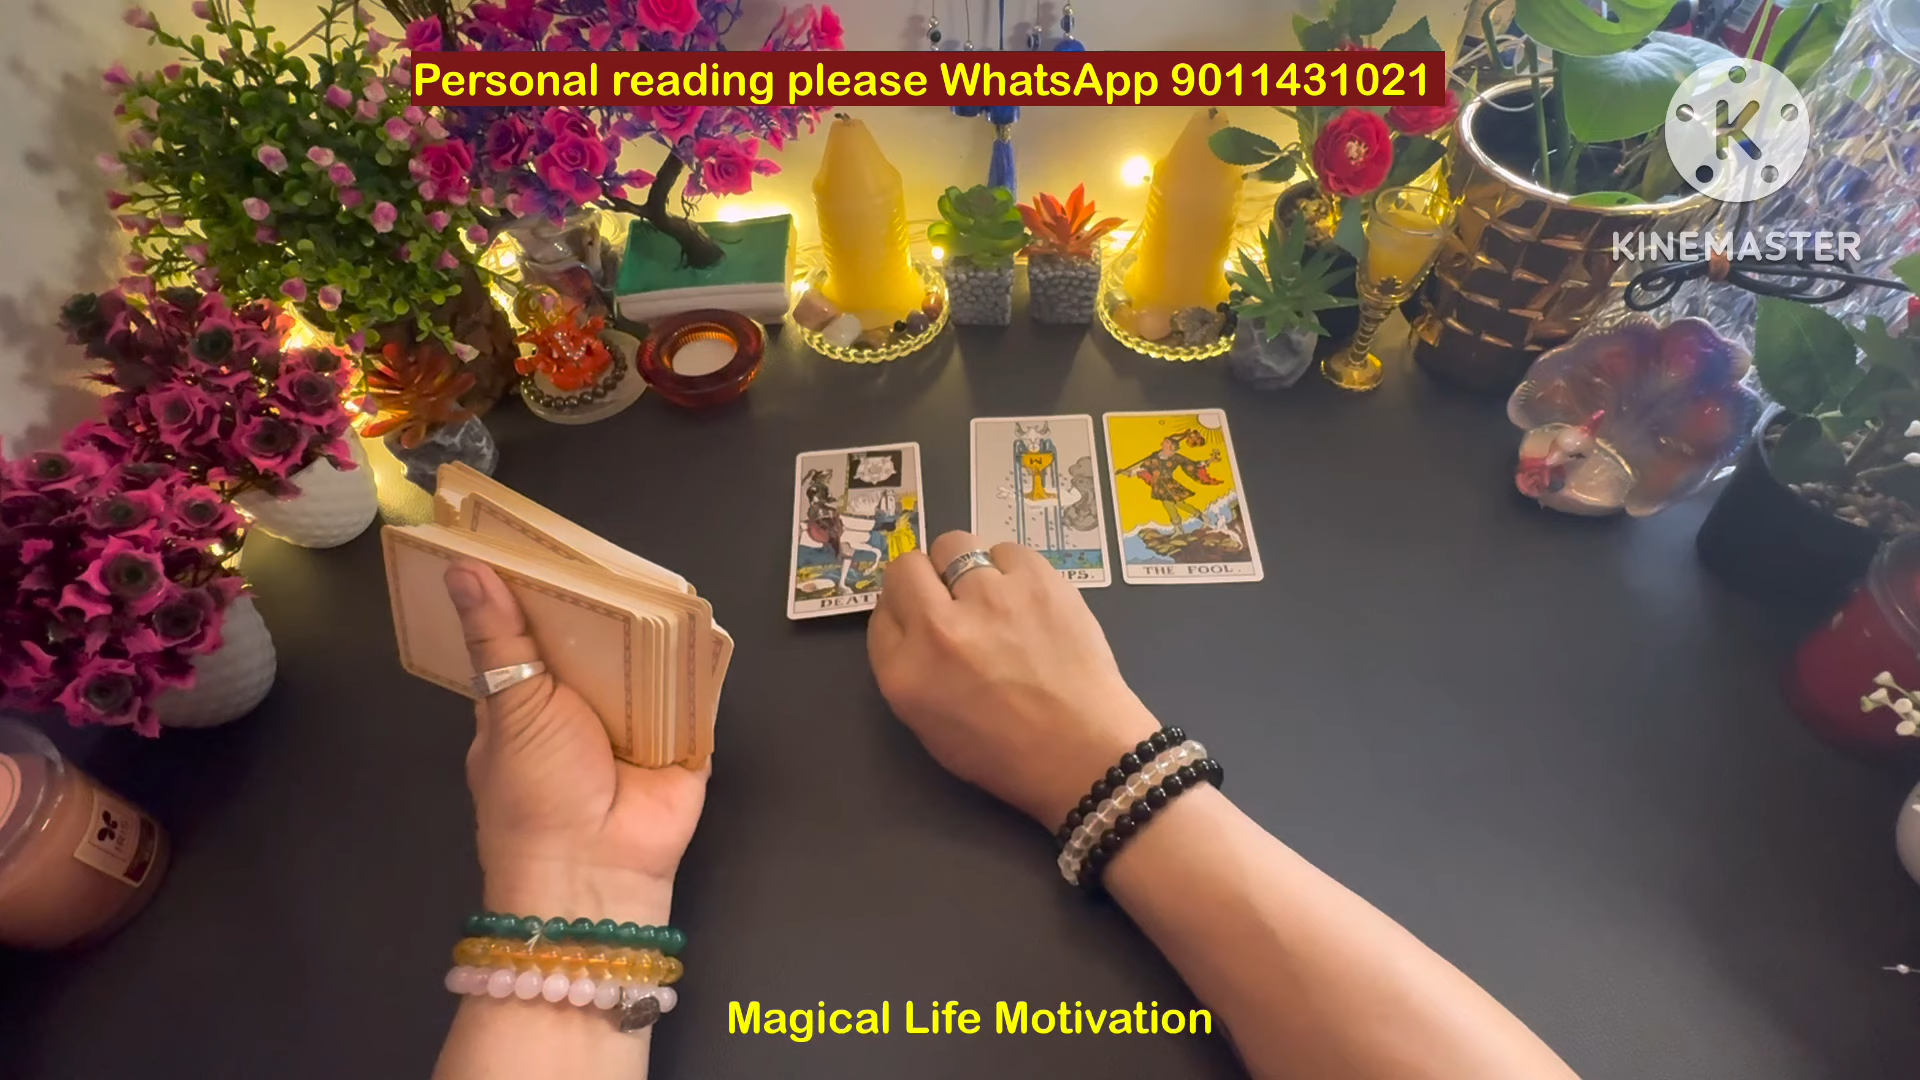 Personal reading please WhatsApp 9011431021
KINEMASTER
THE FOOL.
Magical Life Motivation